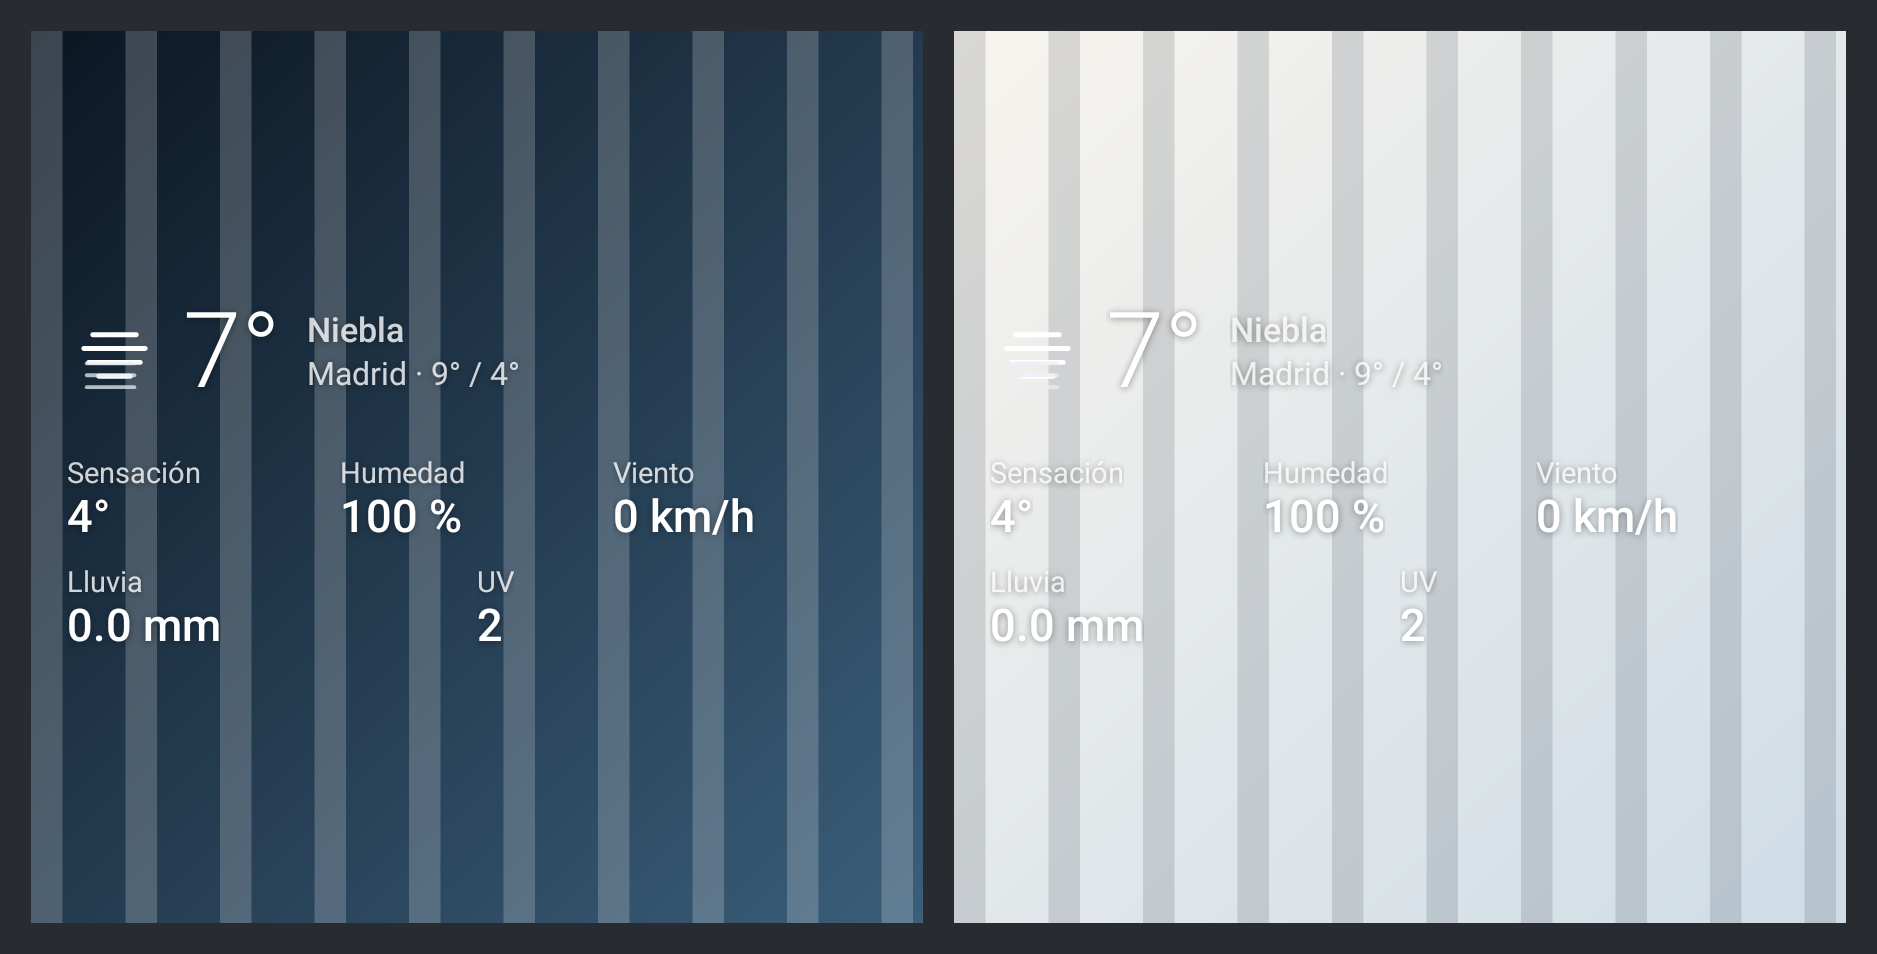 7°
Niebla
Madrid · 9° / 4°
Sensación
4°
Humedad
100 %
Viento
0 km/h
Lluvia
0.0 mm
UV
2
7°
Niebla
Madrid · 9° / 4°
Sensación
4°
Humedad
100 %
Viento
0 km/h
Lluvia
0.0 mm
UV
2